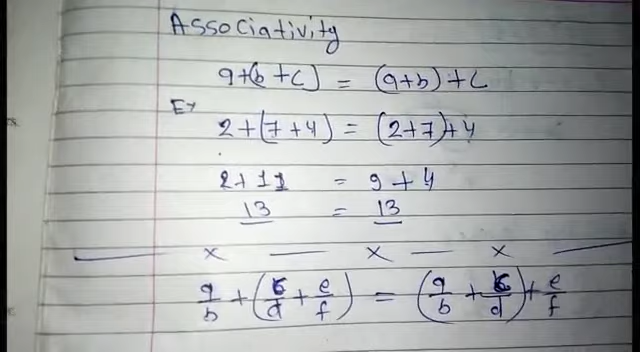 Associativity
a+(b+c) = (a+b)+c
Ex
2+(7+4) = (2+7)+4
2+11 = 9+4
13 = 13
x x x
a/b + (c/d + e/f) = (a/b + c/d) + e/f